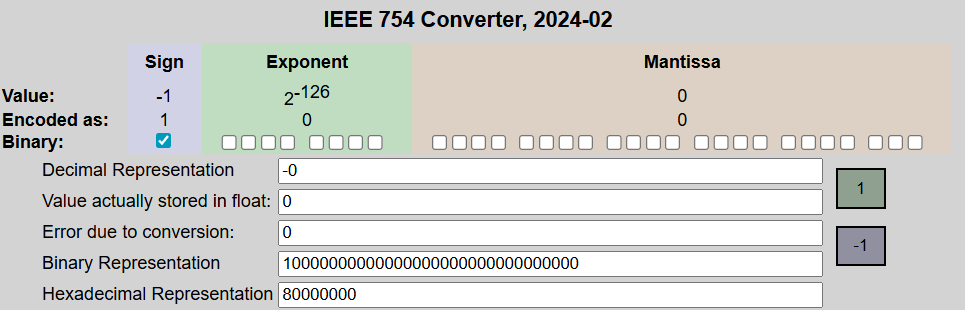 IEEE 754 Converter, 2024-02
Sign Exponent Mantissa
Value: -1 2-126 0
Encoded as: 1 0 0
Binary:
Decimal Representation -0
1
Value actually stored in float: 0
Error due to conversion: 0
-1
Binary Representation 10000000000000000000000000000000
Hexadecimal Representation 80000000